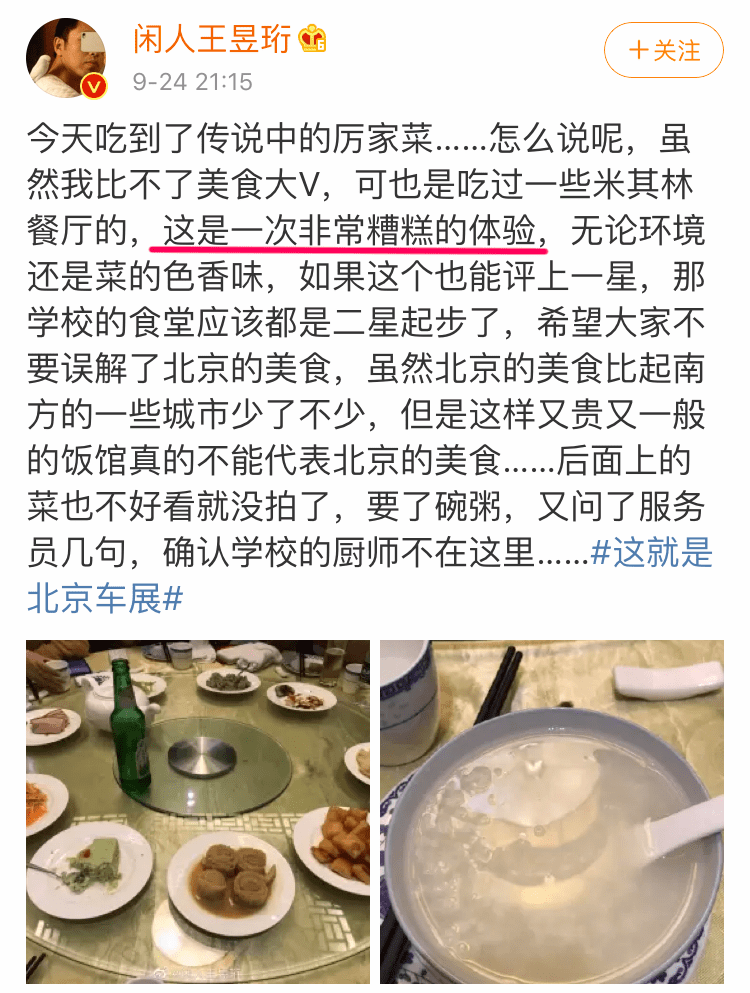 闲人王昱珩
9-24 21:15
+关注
今天吃到了传说中的厉家菜……怎么说呢，虽
然我比不了美食大V，可也是吃过一些米其林
餐厅的，这是一次非常糟糕的体验，无论环境
还是菜的色香味，如果这个也能评上一星，那
学校的食堂应该都是二星起步了，希望大家不
要误解了北京的美食，虽然北京的美食比起南
方的一些城市少了不少，但是这样又贵又一般
的饭馆真的不能代表北京的美食……后面上的
菜也不好看就没拍了，要了碗粥，又问了服务
员几句，确认学校的厨师不在这里……#这就是
北京车展#